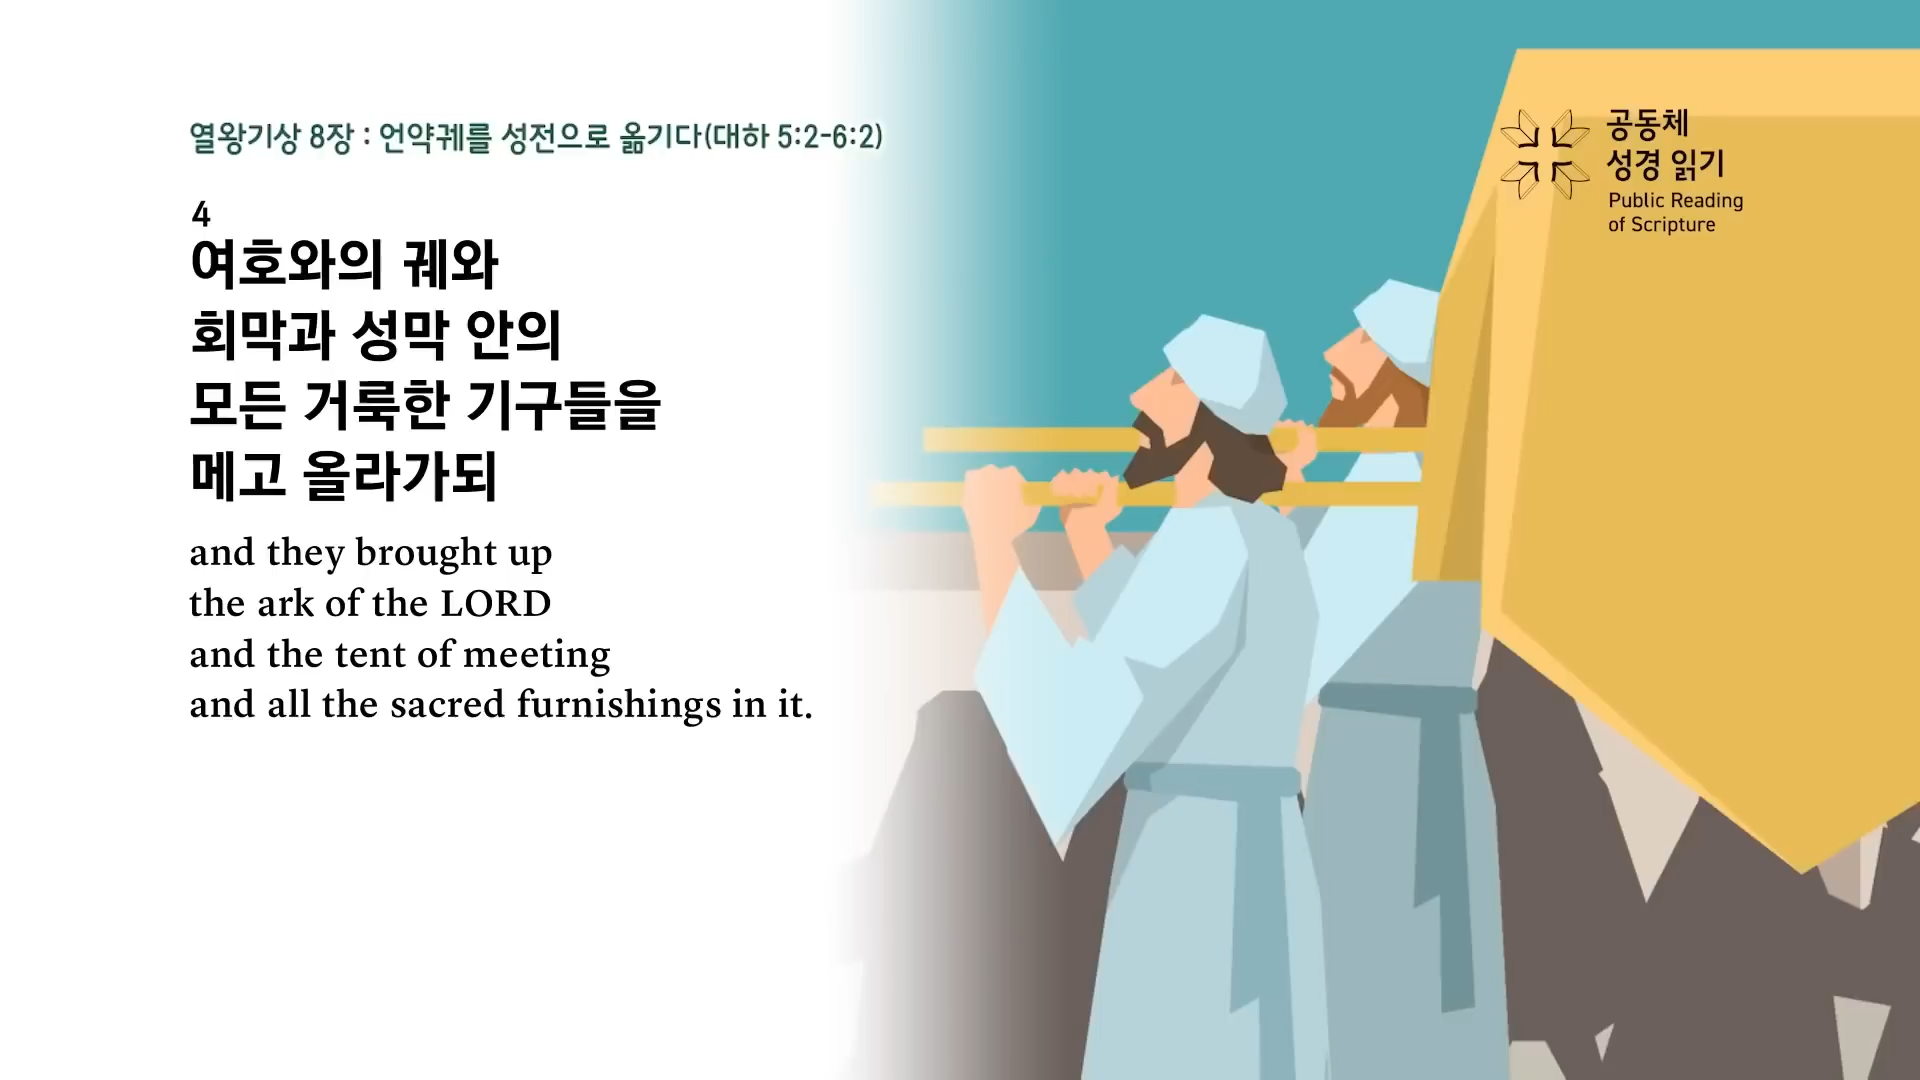 열왕기상 8장 : 언약궤를 성전으로 옮기다(대하 5:2-6:2)
4
여호와의 궤와
회막과 성막 안의
모든 거룩한 기구들을
메고 올라가되
and they brought up
the ark of the LORD
and the tent of meeting
and all the sacred furnishings in it.
공동체
성경 읽기
Public Reading
of Scripture